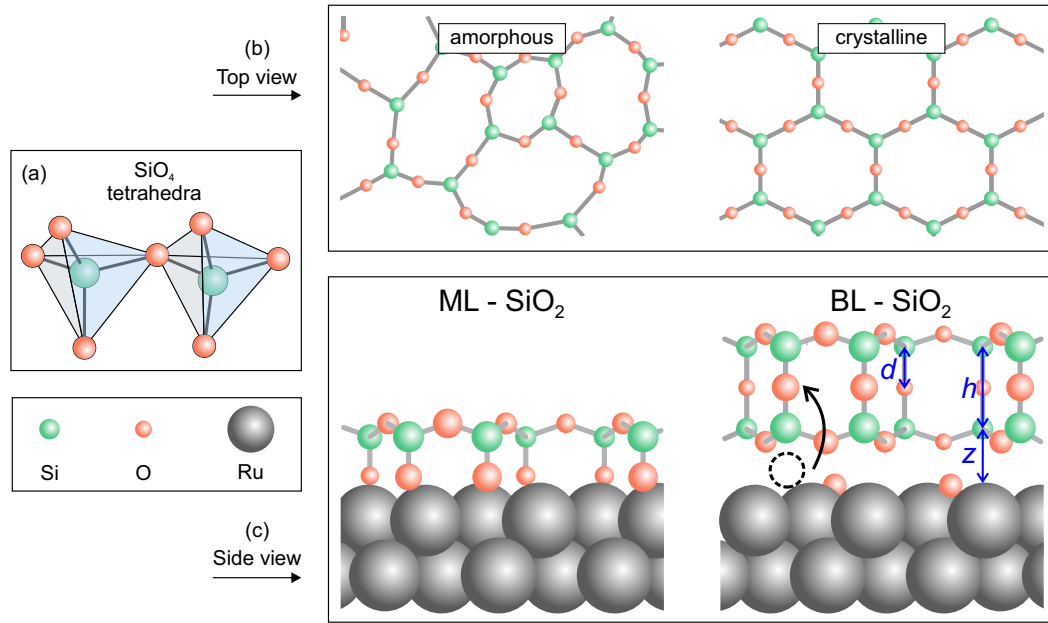 (b)
Top view
amorphous
crystalline
(a)
SiO₄
tetrahedra
ML - SiO₂
BL - SiO₂
d
h
z
Si
O
Ru
(c)
Side view